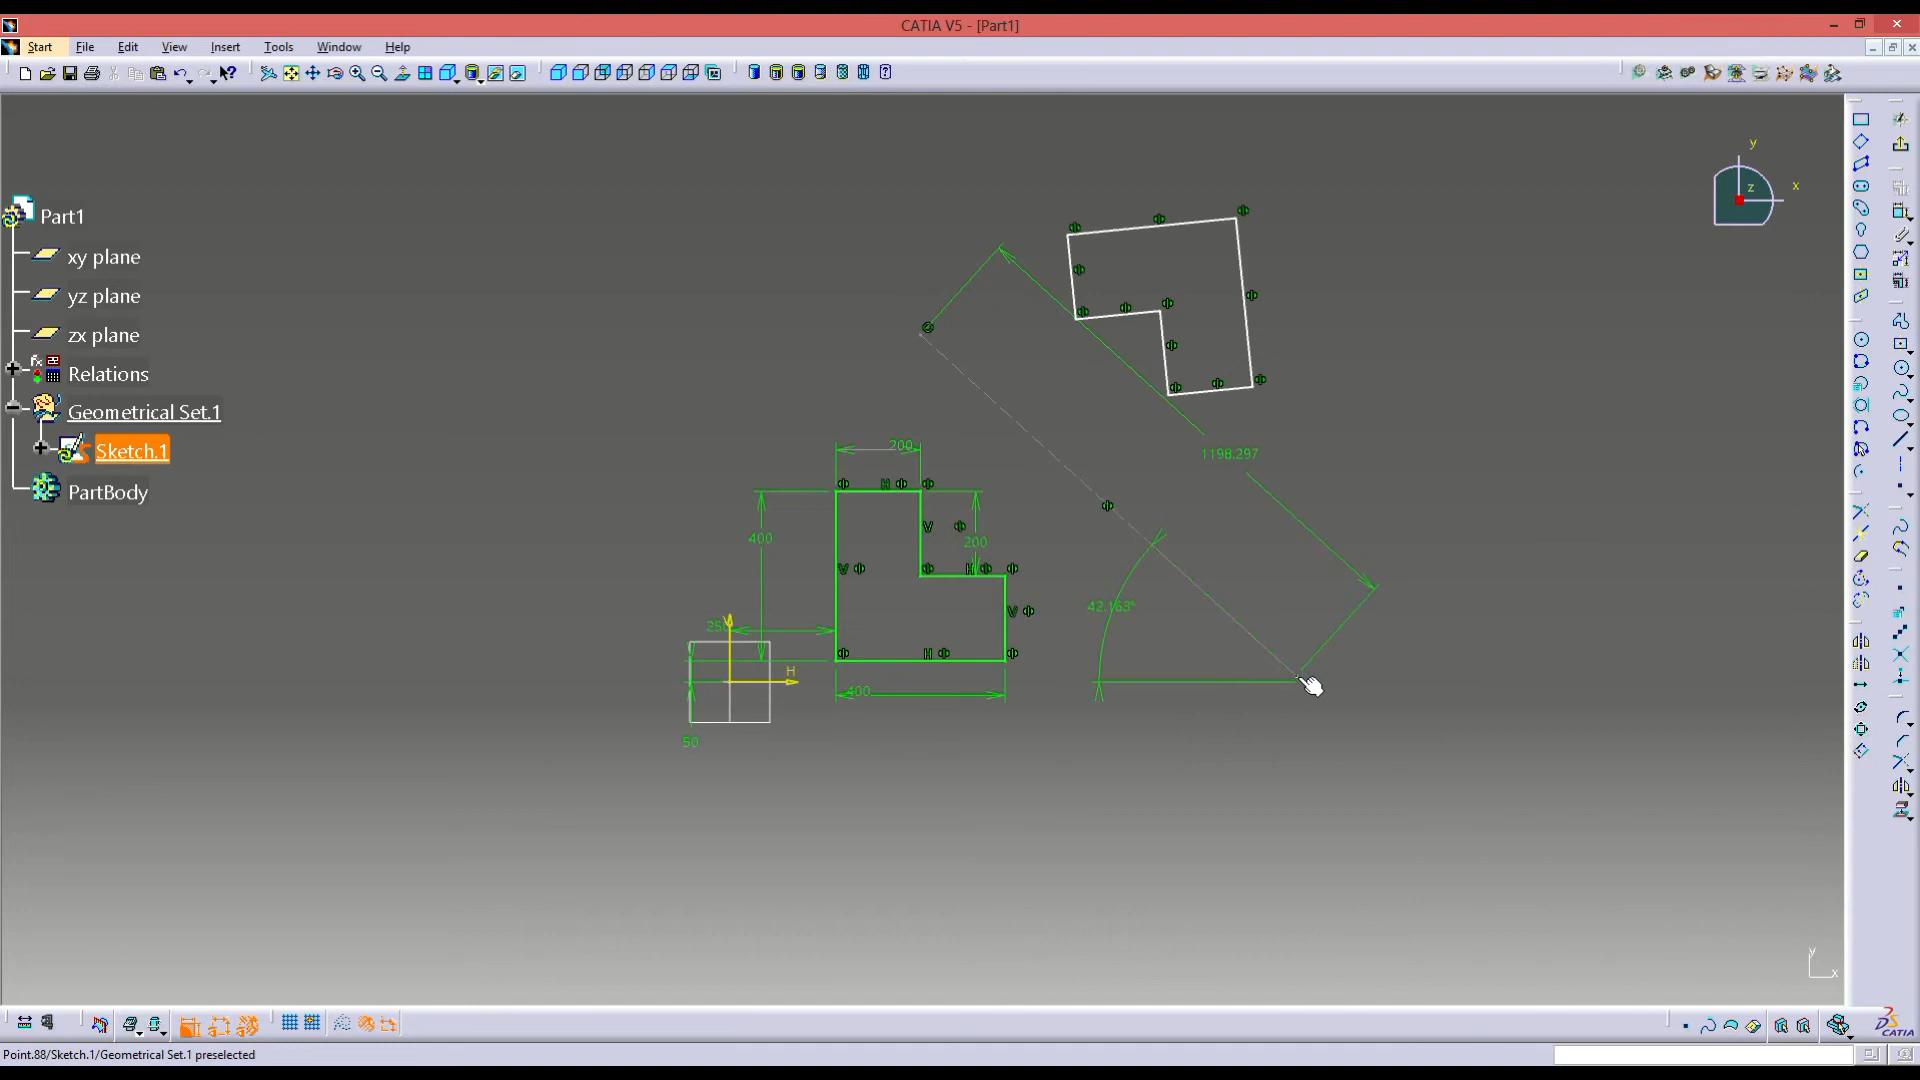 CATIA V5 - [Part1]
Start File Edit View Insert Tools Window Help
y
x
z
Part1
xy plane
yz plane
zx plane
Relations
Geometrical Set.1
Sketch.1
PartBody
1198.297
200
H
V
400
200
V
H
V
42.163°
250
V
H
H
400
50
y
x
Point.88/Sketch.1/Geometrical Set.1 preselected
CATIA